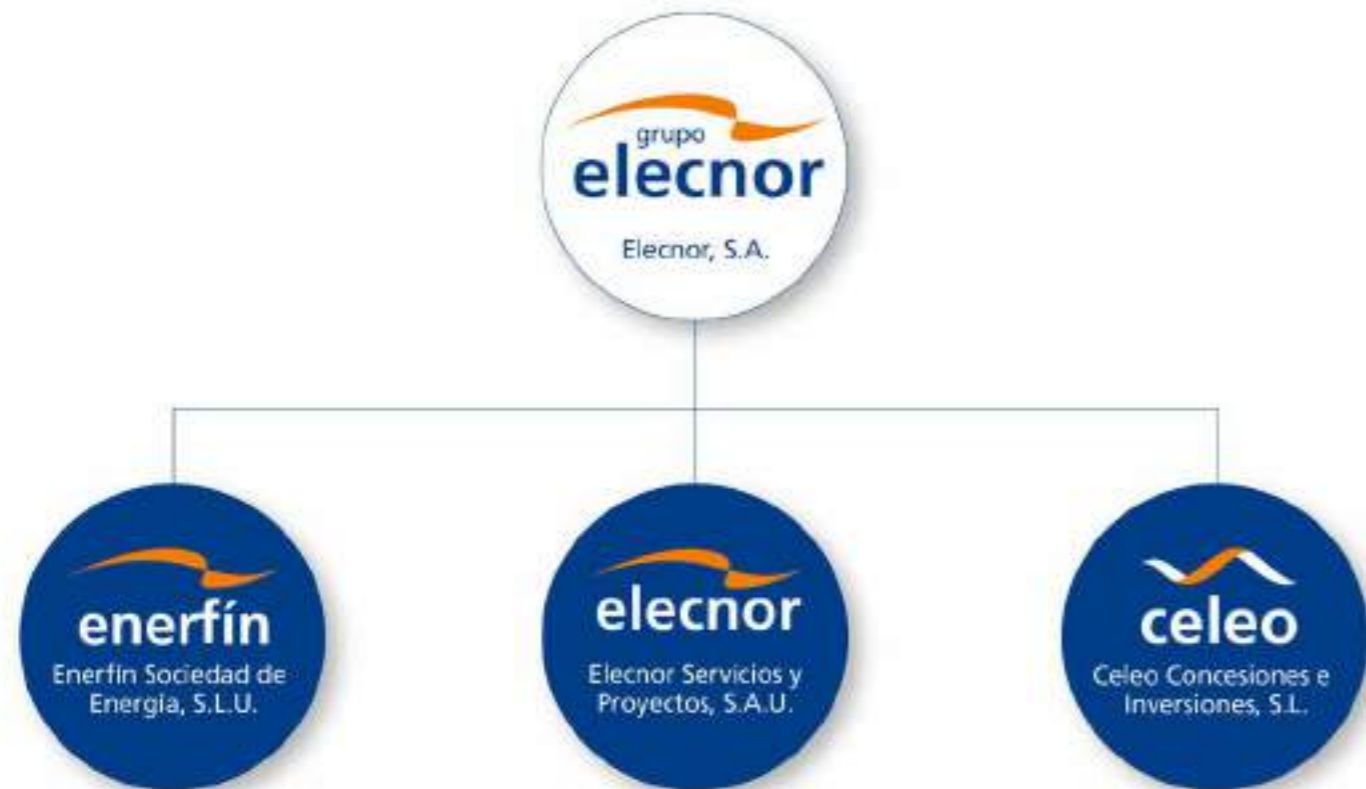 grupo
elecnor
Elecnor, S.A.
enerfín
Enerfín Sociedad de
Energía, S.L.U.
elecnor
Elecnor Servicios y
Proyectos, S.A.U.
celeo
Celeo Concesiones e
Inversiones, S.L.